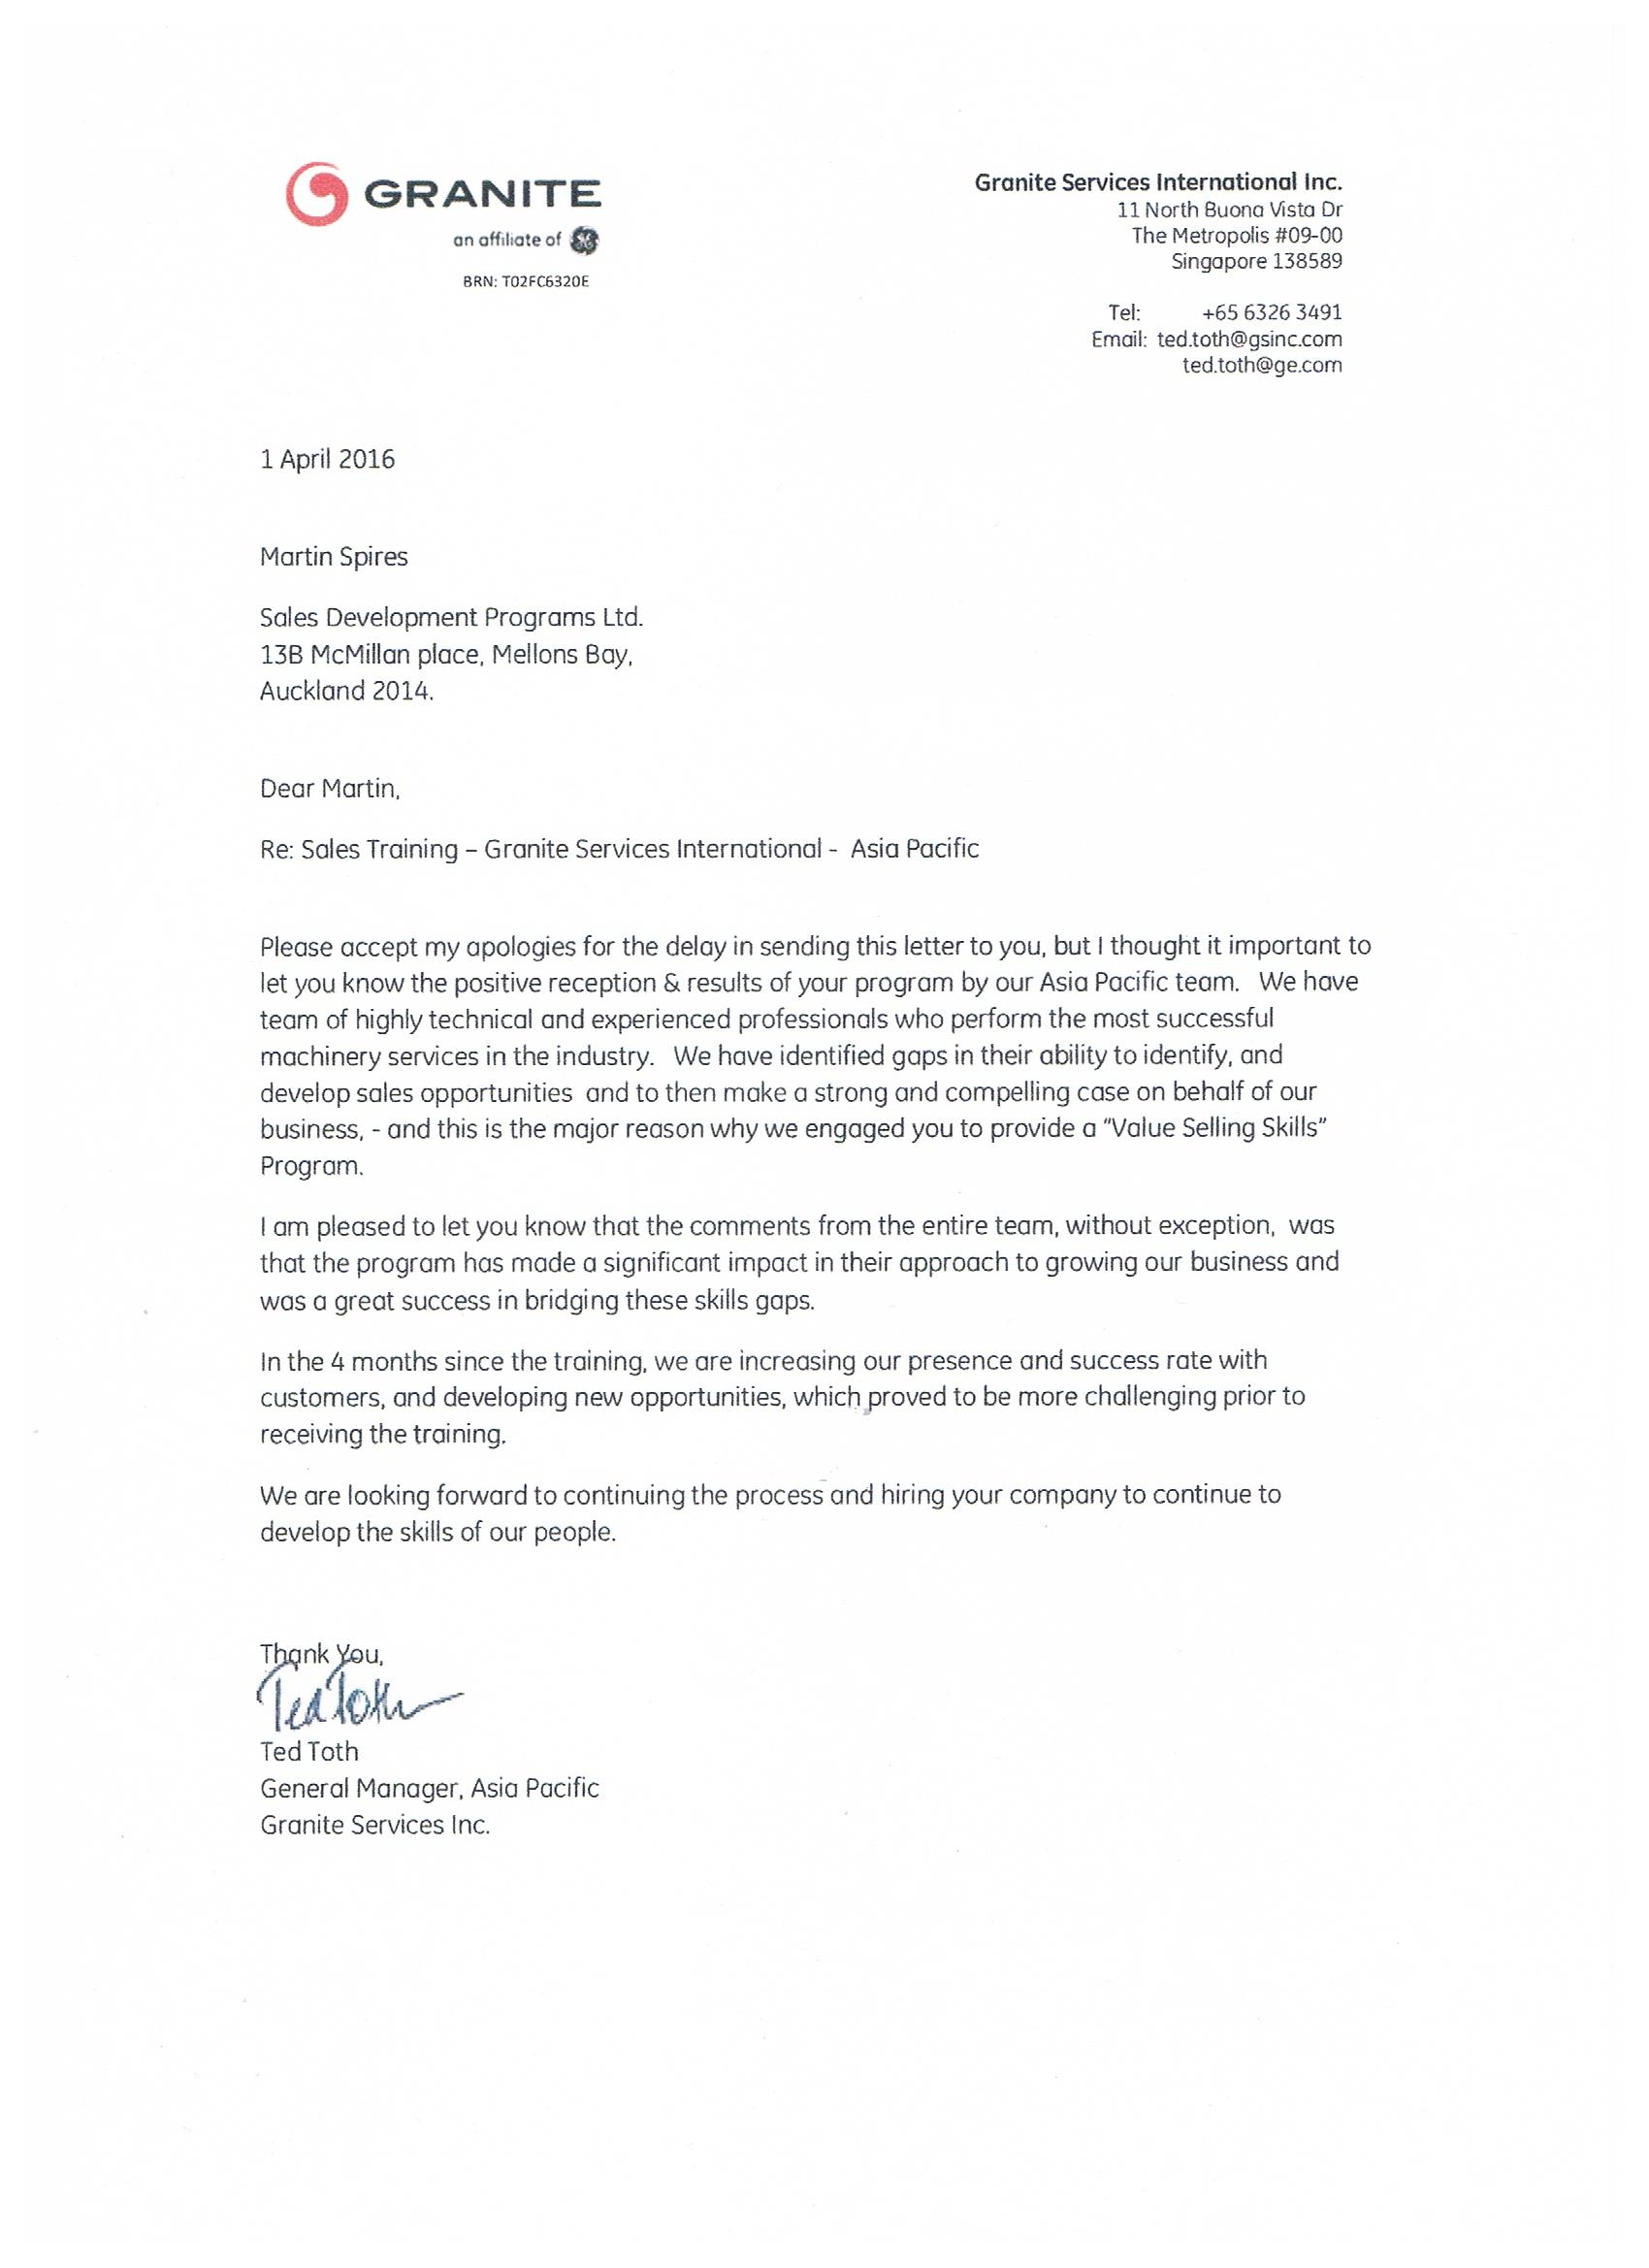 GRANITE
an affiliate of GE
BRN: T02FC6320E
Granite Services International Inc.
11 North Buona Vista Dr
The Metropolis #09-00
Singapore 138589
Tel: +65 6326 3491
Email: ted.toth@gsinc.com
ted.toth@ge.com
1 April 2016
Martin Spires
Sales Development Programs Ltd.
13B McMillan place, Mellons Bay,
Auckland 2014.
Dear Martin,
Re: Sales Training – Granite Services International - Asia Pacific
Please accept my apologies for the delay in sending this letter to you, but I thought it important to
let you know the positive reception & results of your program by our Asia Pacific team. We have
team of highly technical and experienced professionals who perform the most successful
machinery services in the industry. We have identified gaps in their ability to identify, and
develop sales opportunities and to then make a strong and compelling case on behalf of our
business, - and this is the major reason why we engaged you to provide a "Value Selling Skills"
Program.
I am pleased to let you know that the comments from the entire team, without exception, was
that the program has made a significant impact in their approach to growing our business and
was a great success in bridging these skills gaps.
In the 4 months since the training, we are increasing our presence and success rate with
customers, and developing new opportunities, which proved to be more challenging prior to
receiving the training.
We are looking forward to continuing the process and hiring your company to continue to
develop the skills of our people.
Thank You,
Ted Toth
Ted Toth
General Manager, Asia Pacific
Granite Services Inc.